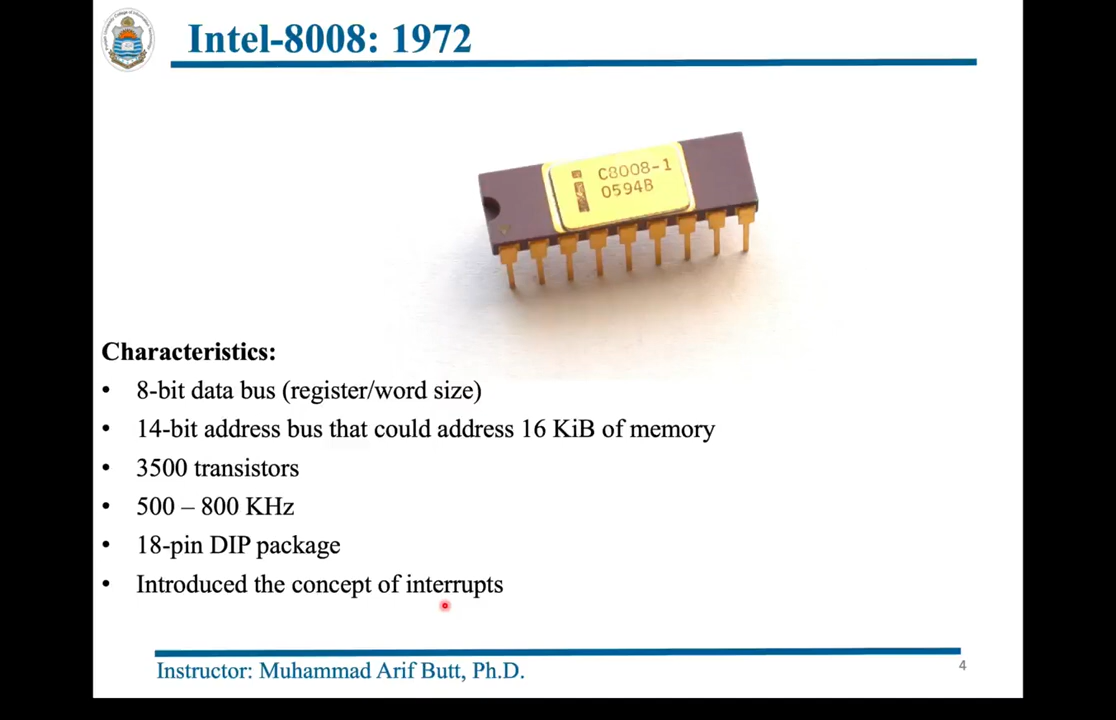 Intel-8008: 1972
C8008-1
0594B
Characteristics:
• 8-bit data bus (register/word size)
• 14-bit address bus that could address 16 KiB of memory
• 3500 transistors
• 500 – 800 KHz
• 18-pin DIP package
• Introduced the concept of interrupts
Instructor: Muhammad Arif Butt, Ph.D.
4